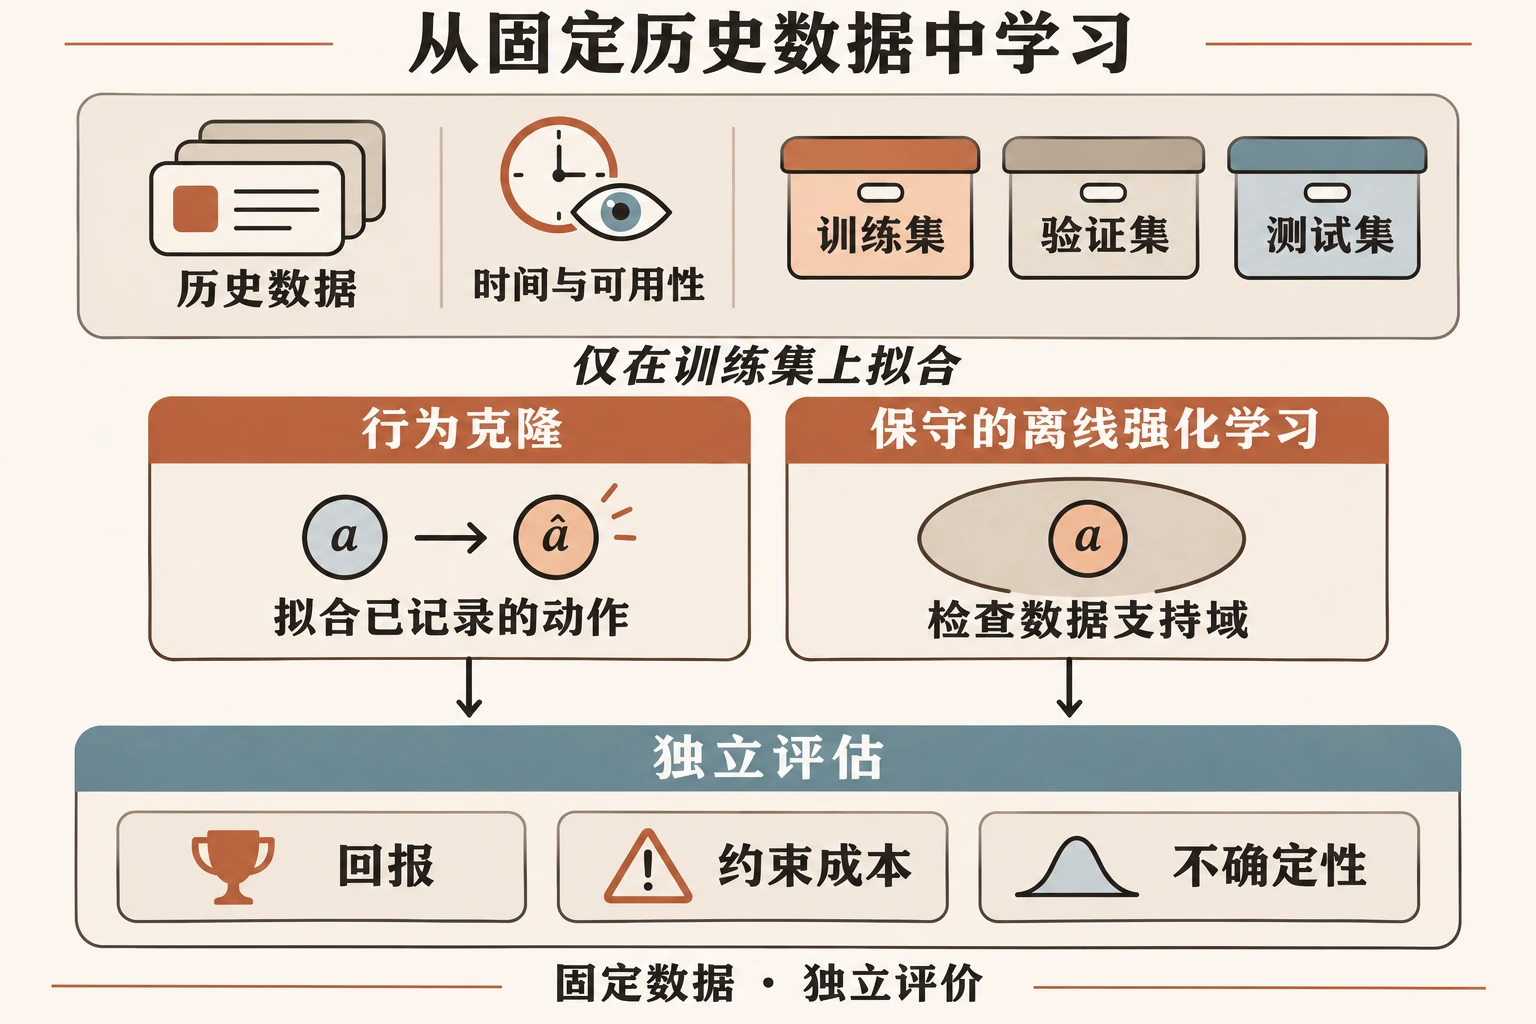 从固定历史数据中学习
历史数据
时间与可用性
训练集
验证集
测试集
仅在训练集上拟合
行为克隆
a
â
拟合已记录的动作
保守的离线强化学习
a
检查数据支持域
独立评估
回报
!
约束成本
不确定性
固定数据 · 独立评价